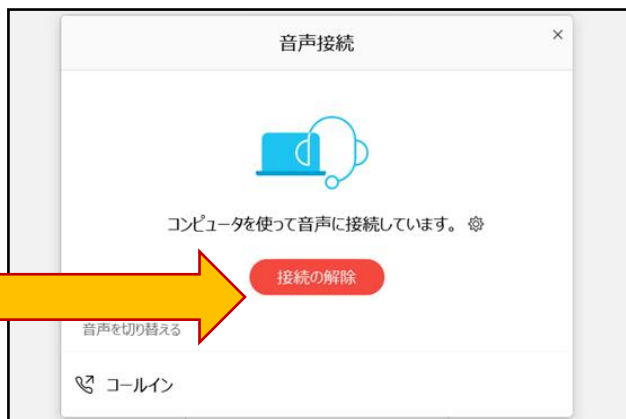 音声接続
コンピュータを使って音声に接続しています。
接続の解除
音声を切り替える
コールイン